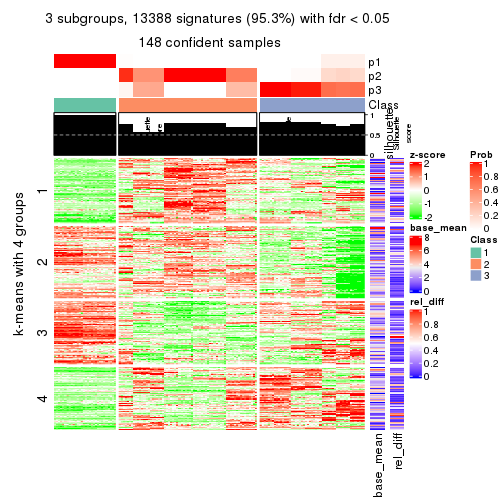 3 subgroups, 13388 signatures (95.3%) with fdr < 0.05
148 confident samples
p1
p2
p3
Class
1
0.5
0
silhouette
score
k-means with 4 groups
1
2
3
4
base_mean
rel_diff
z-score
2
1
0
-1
-2
base_mean
8
6
4
2
0
rel_diff
1
0.8
0.6
0.4
0.2
0
Prob
1
0.8
0.6
0.4
0.2
0
Class
1
2
3